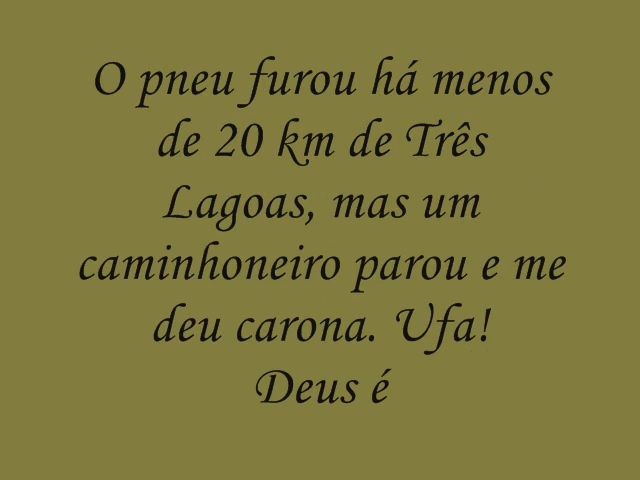 O pneu furou há menos
de 20 km de Três
Lagoas, mas um
caminhoneiro parou e me
deu carona. Ufa!
Deus é